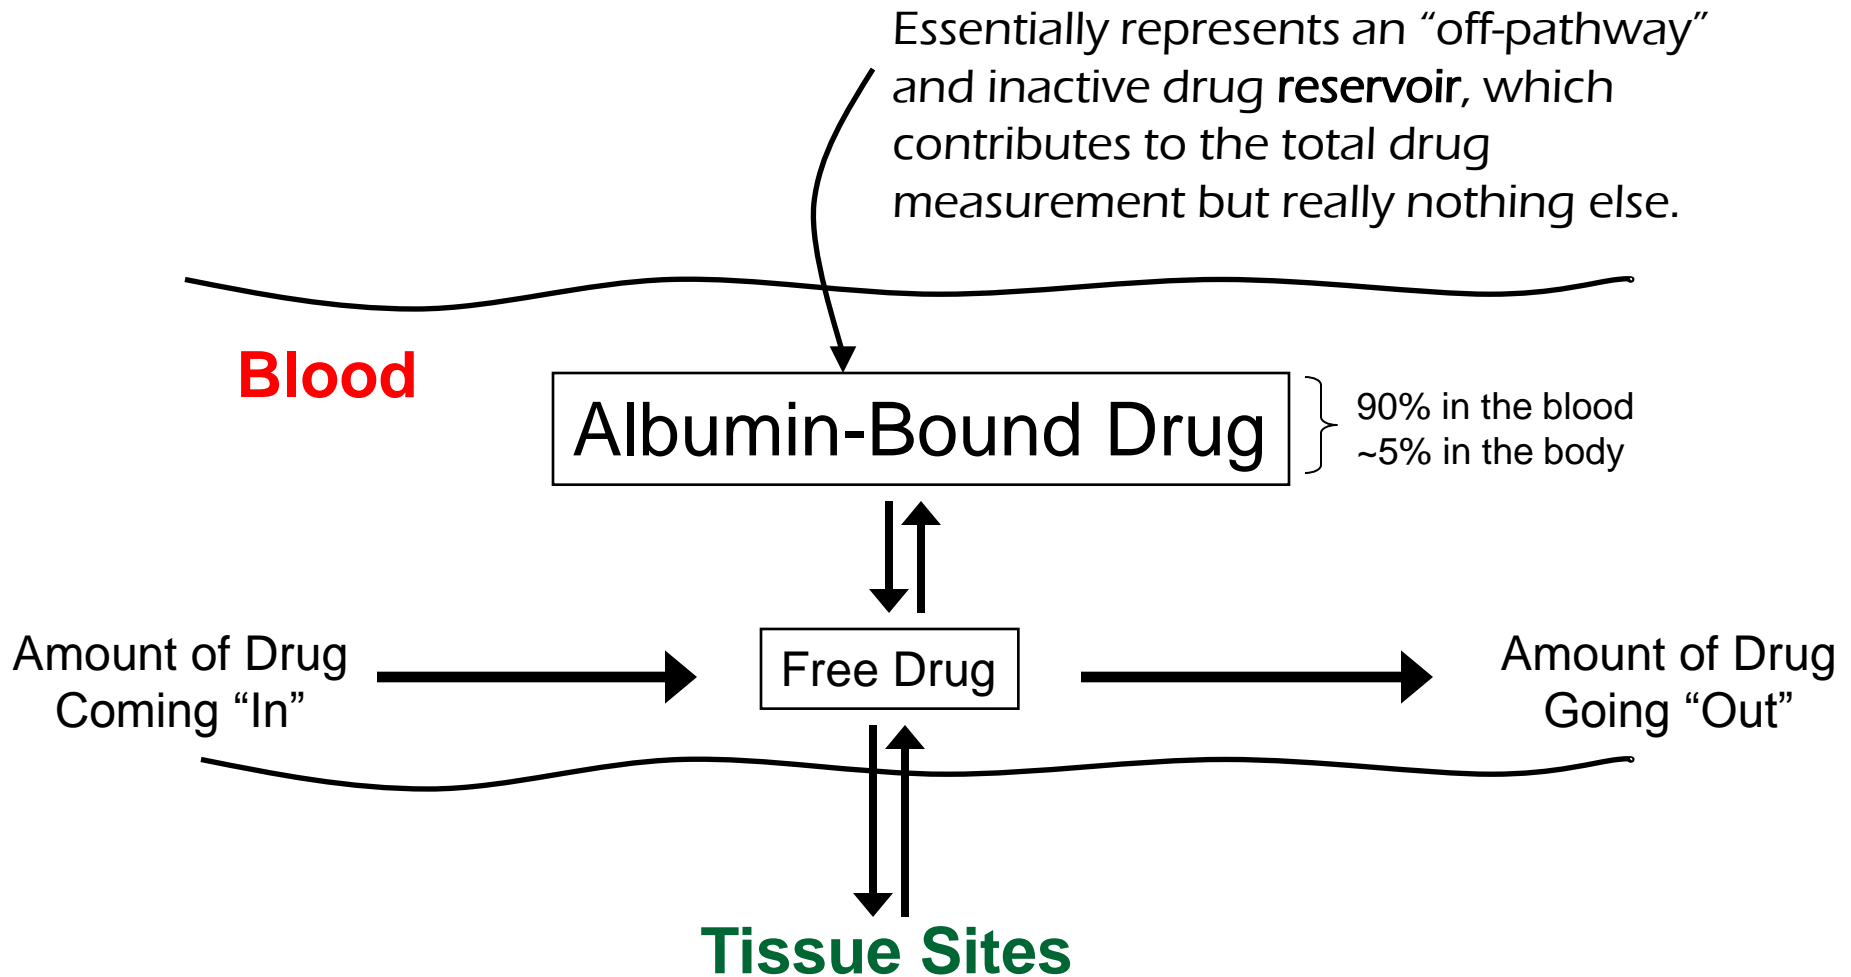 Essentially represents an “off-pathway”
and inactive drug reservoir, which
contributes to the total drug
measurement but really nothing else.
Blood
Albumin-Bound Drug
90% in the blood
~5% in the body
Amount of Drug
Coming “In”
Free Drug
Amount of Drug
Going “Out”
Tissue Sites